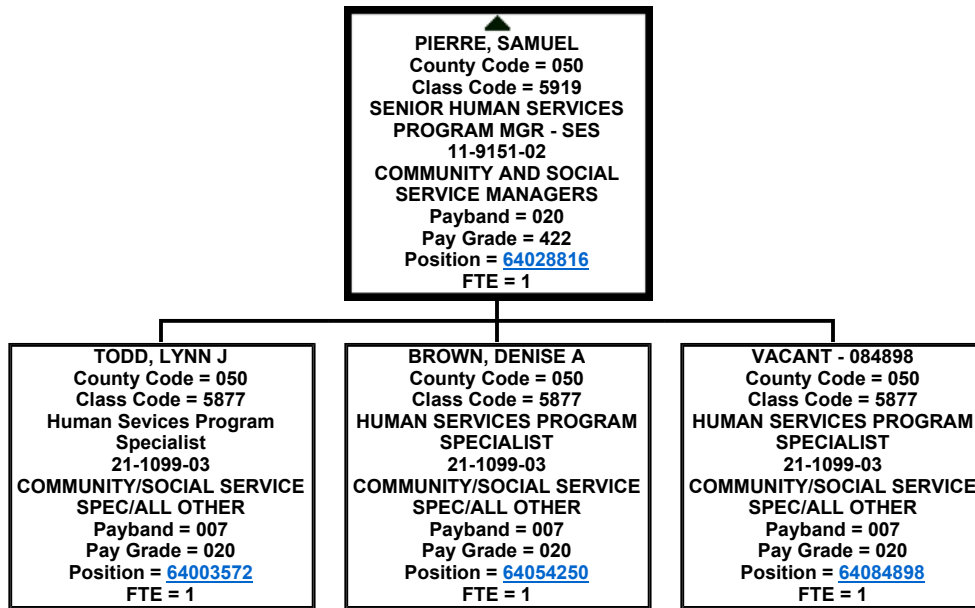 PIERRE, SAMUEL
County Code = 050
Class Code = 5919
SENIOR HUMAN SERVICES
PROGRAM MGR - SES
11-9151-02
COMMUNITY AND SOCIAL
SERVICE MANAGERS
Payband = 020
Pay Grade = 422
Position = 64028816
FTE = 1
TODD, LYNN J
County Code = 050
Class Code = 5877
Human Sevices Program
Specialist
21-1099-03
COMMUNITY/SOCIAL SERVICE
SPEC/ALL OTHER
Payband = 007
Pay Grade = 020
Position = 64003572
FTE = 1
BROWN, DENISE A
County Code = 050
Class Code = 5877
HUMAN SERVICES PROGRAM
SPECIALIST
21-1099-03
COMMUNITY/SOCIAL SERVICE
SPEC/ALL OTHER
Payband = 007
Pay Grade = 020
Position = 64054250
FTE = 1
VACANT - 084898
County Code = 050
Class Code = 5877
HUMAN SERVICES PROGRAM
SPECIALIST
21-1099-03
COMMUNITY/SOCIAL SERVICE
SPEC/ALL OTHER
Payband = 007
Pay Grade = 020
Position = 64084898
FTE = 1